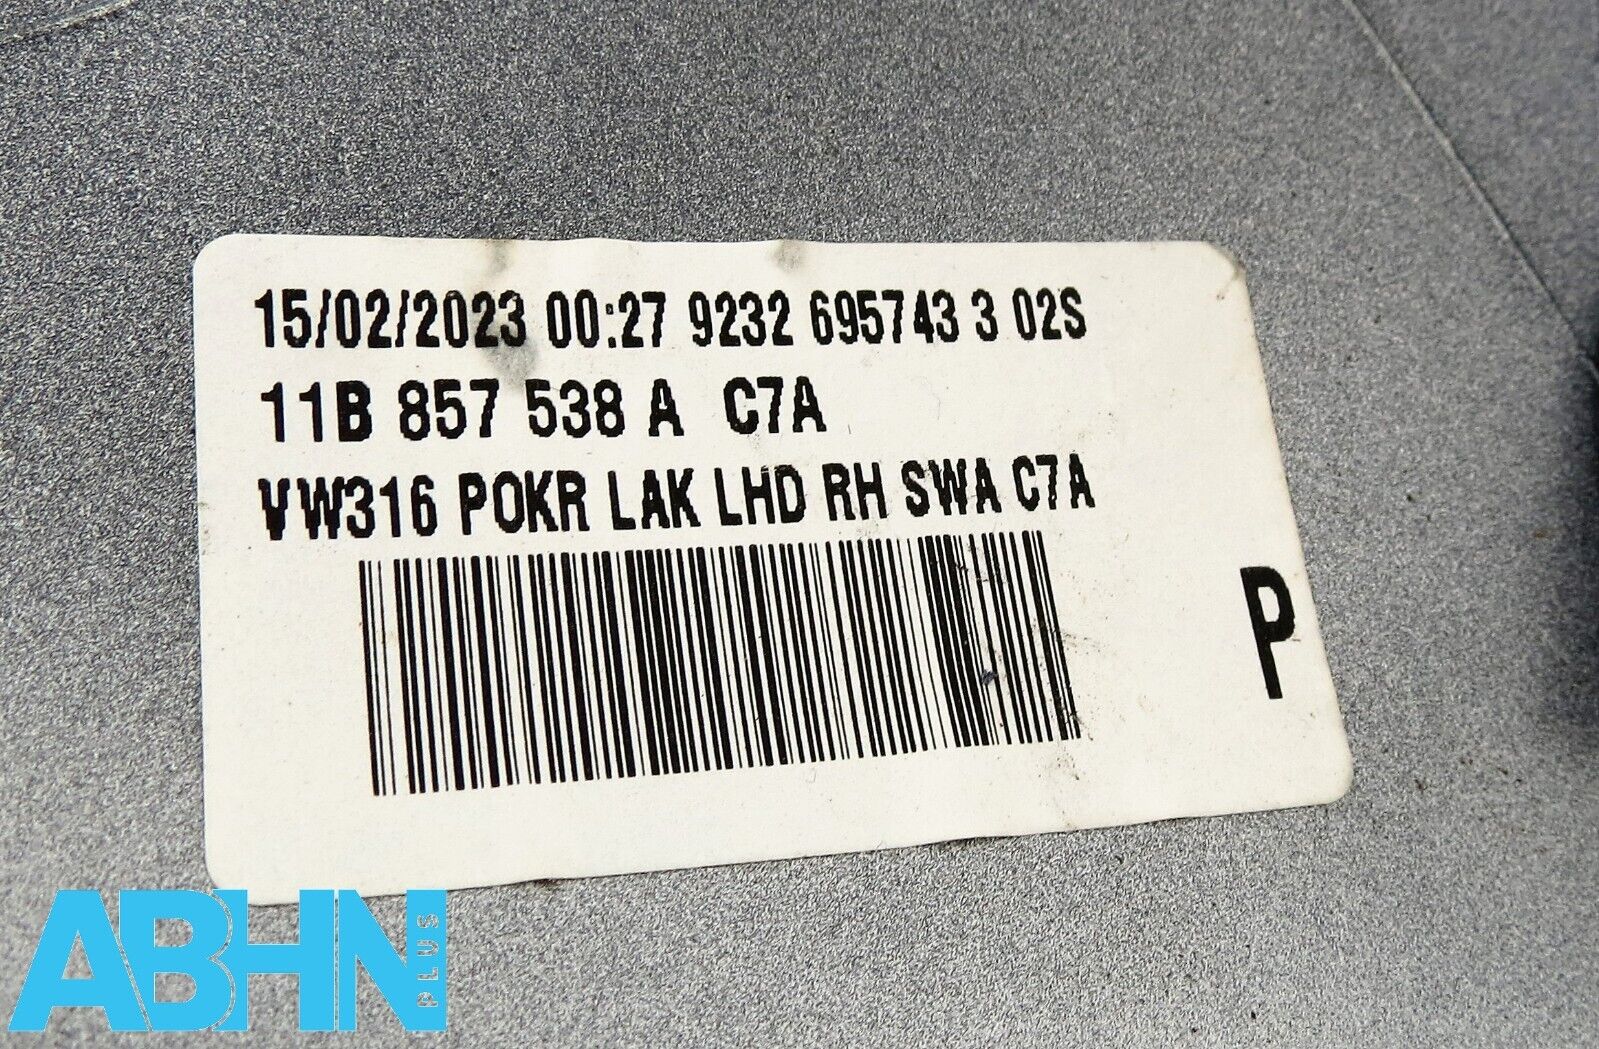 15/02/2023 00:27 9232 695743 3 02S
11B 857 538 A C7A
VW316 POKR LAK LHD RH SWA C7A
P
ABHN PLUS